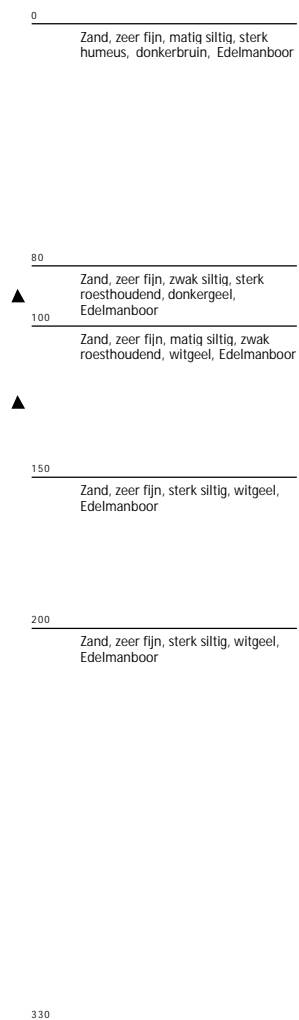 0
Zand, zeer fijn, matig siltig, sterk
humeus, donkerbruin, Edelmanboor
80
Zand, zeer fijn, zwak siltig, sterk
roesthoudend, donkergeel,
Edelmanboor
100
Zand, zeer fijn, matig siltig, zwak
roesthoudend, witgeel, Edelmanboor
150
Zand, zeer fijn, sterk siltig, witgeel,
Edelmanboor
200
Zand, zeer fijn, sterk siltig, witgeel,
Edelmanboor
330